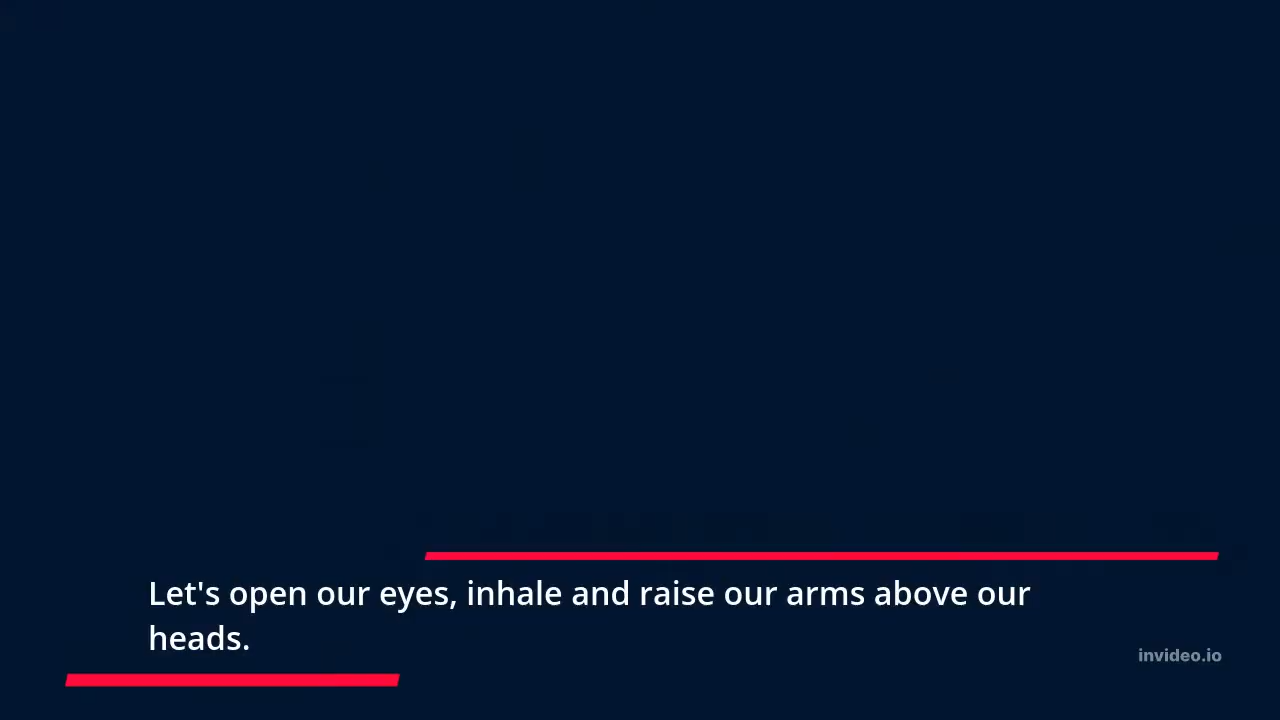 Let's open our eyes, inhale and raise our arms above our
heads.
invideo.io